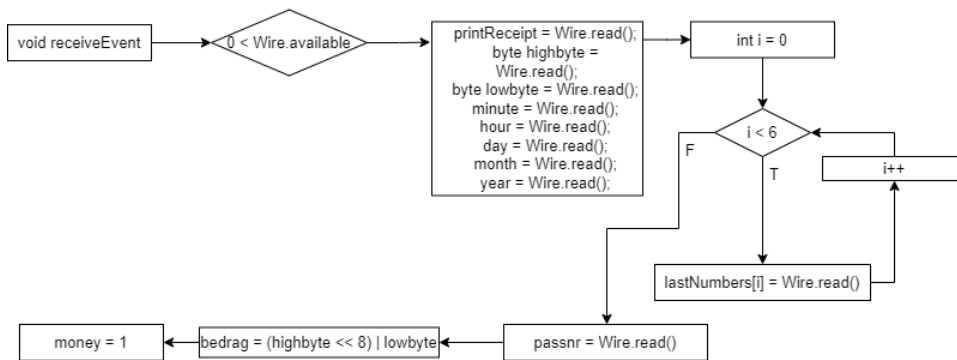 void receiveEvent
0 < Wire.available
printReceipt = Wire.read();
byte highbyte =
Wire.read();
byte lowbyte = Wire.read();
minute = Wire.read();
hour = Wire.read();
day = Wire.read();
month = Wire.read();
year = Wire.read();
int i = 0
i < 6
F
T
i++
lastNumbers[i] = Wire.read()
passnr = Wire.read()
bedrag = (highbyte << 8) | lowbyte
money = 1